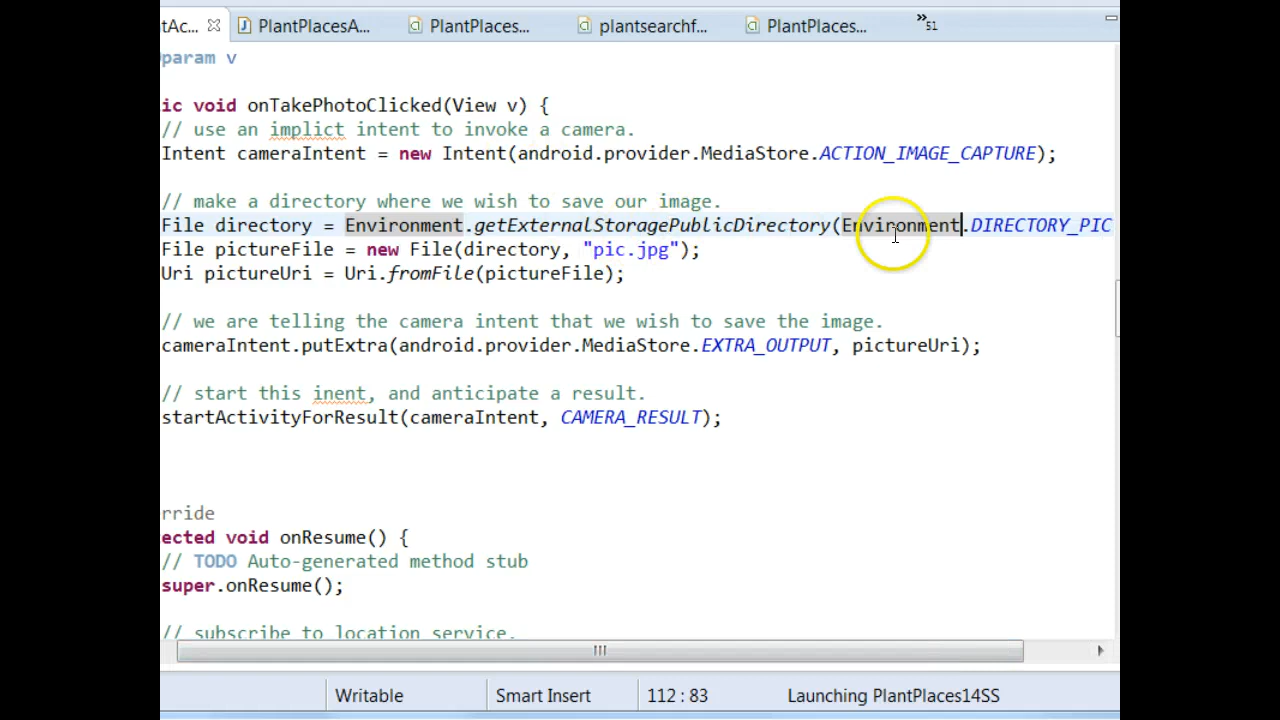 tAc... PlantPlacesA... PlantPlaces... plantsearchf... PlantPlaces... »51
param v
ic void onTakePhotoClicked(View v) {
// use an implict intent to invoke a camera.
Intent cameraIntent = new Intent(android.provider.MediaStore.ACTION_IMAGE_CAPTURE);
// make a directory where we wish to save our image.
File directory = Environment.getExternalStoragePublicDirectory(Environment.DIRECTORY_PIC
File pictureFile = new File(directory, "pic.jpg");
Uri pictureUri = Uri.fromFile(pictureFile);
// we are telling the camera intent that we wish to save the image.
cameraIntent.putExtra(android.provider.MediaStore.EXTRA_OUTPUT, pictureUri);
// start this inent, and anticipate a result.
startActivityForResult(cameraIntent, CAMERA_RESULT);
rride
ected void onResume() {
// TODO Auto-generated method stub
super.onResume();
// subscribe to location service.
Writable Smart Insert 112 : 83 Launching PlantPlaces14SS